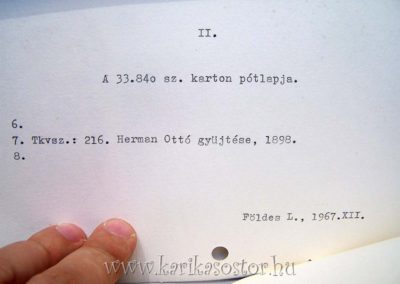 II.
A 33.84o sz. karton pótlapja.
6.
7. Tkvsz.: 216. Herman Ottó gyüjtése, 1898.
8.
Földes L., 1967.XII.
www.karikasostor.hu